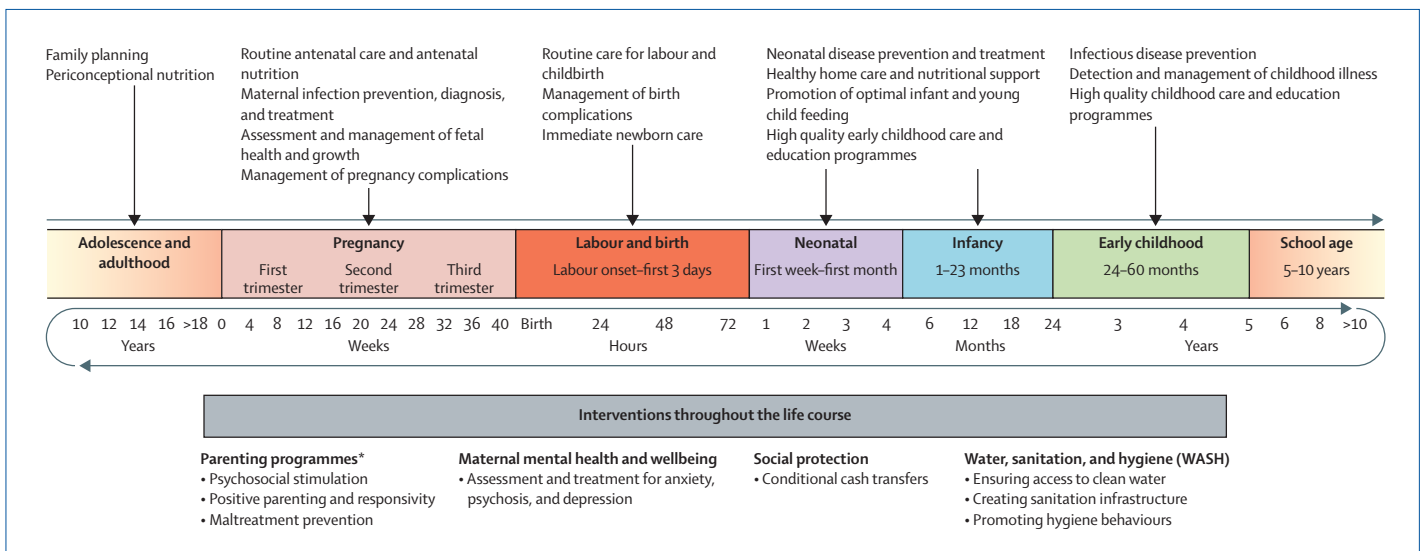 Family planning
Periconceptional nutrition
Routine antenatal care and antenatal
nutrition
Maternal infection prevention, diagnosis,
and treatment
Assessment and management of fetal
health and growth
Management of pregnancy complications
Routine care for labour and
childbirth
Management of birth
complications
Immediate newborn care
Neonatal disease prevention and treatment
Healthy home care and nutritional support
Promotion of optimal infant and young
child feeding
High quality early childhood care and
education programmes
Infectious disease prevention
Detection and management of childhood illness
High quality childhood care and education
programmes
Adolescence and
adulthood
Pregnancy
First
trimester
Second
trimester
Third
trimester
Labour and birth
Labour onset–first 3 days
Neonatal
First week–first month
Infancy
1–23 months
Early childhood
24–60 months
School age
5–10 years
10 12 14 16 >18 0 4 8 12 16 20 24 28 32 36 40 Birth 24 48 72 1 2 3 4 6 12 18 24 3 4 5 6 8 >10
Years Weeks Hours Weeks Months Years
Interventions throughout the life course
Parenting programmes*
• Psychosocial stimulation
• Positive parenting and responsivity
• Maltreatment prevention
Maternal mental health and wellbeing
• Assessment and treatment for anxiety,
psychosis, and depression
Social protection
• Conditional cash transfers
Water, sanitation, and hygiene (WASH)
• Ensuring access to clean water
• Creating sanitation infrastructure
• Promoting hygiene behaviours